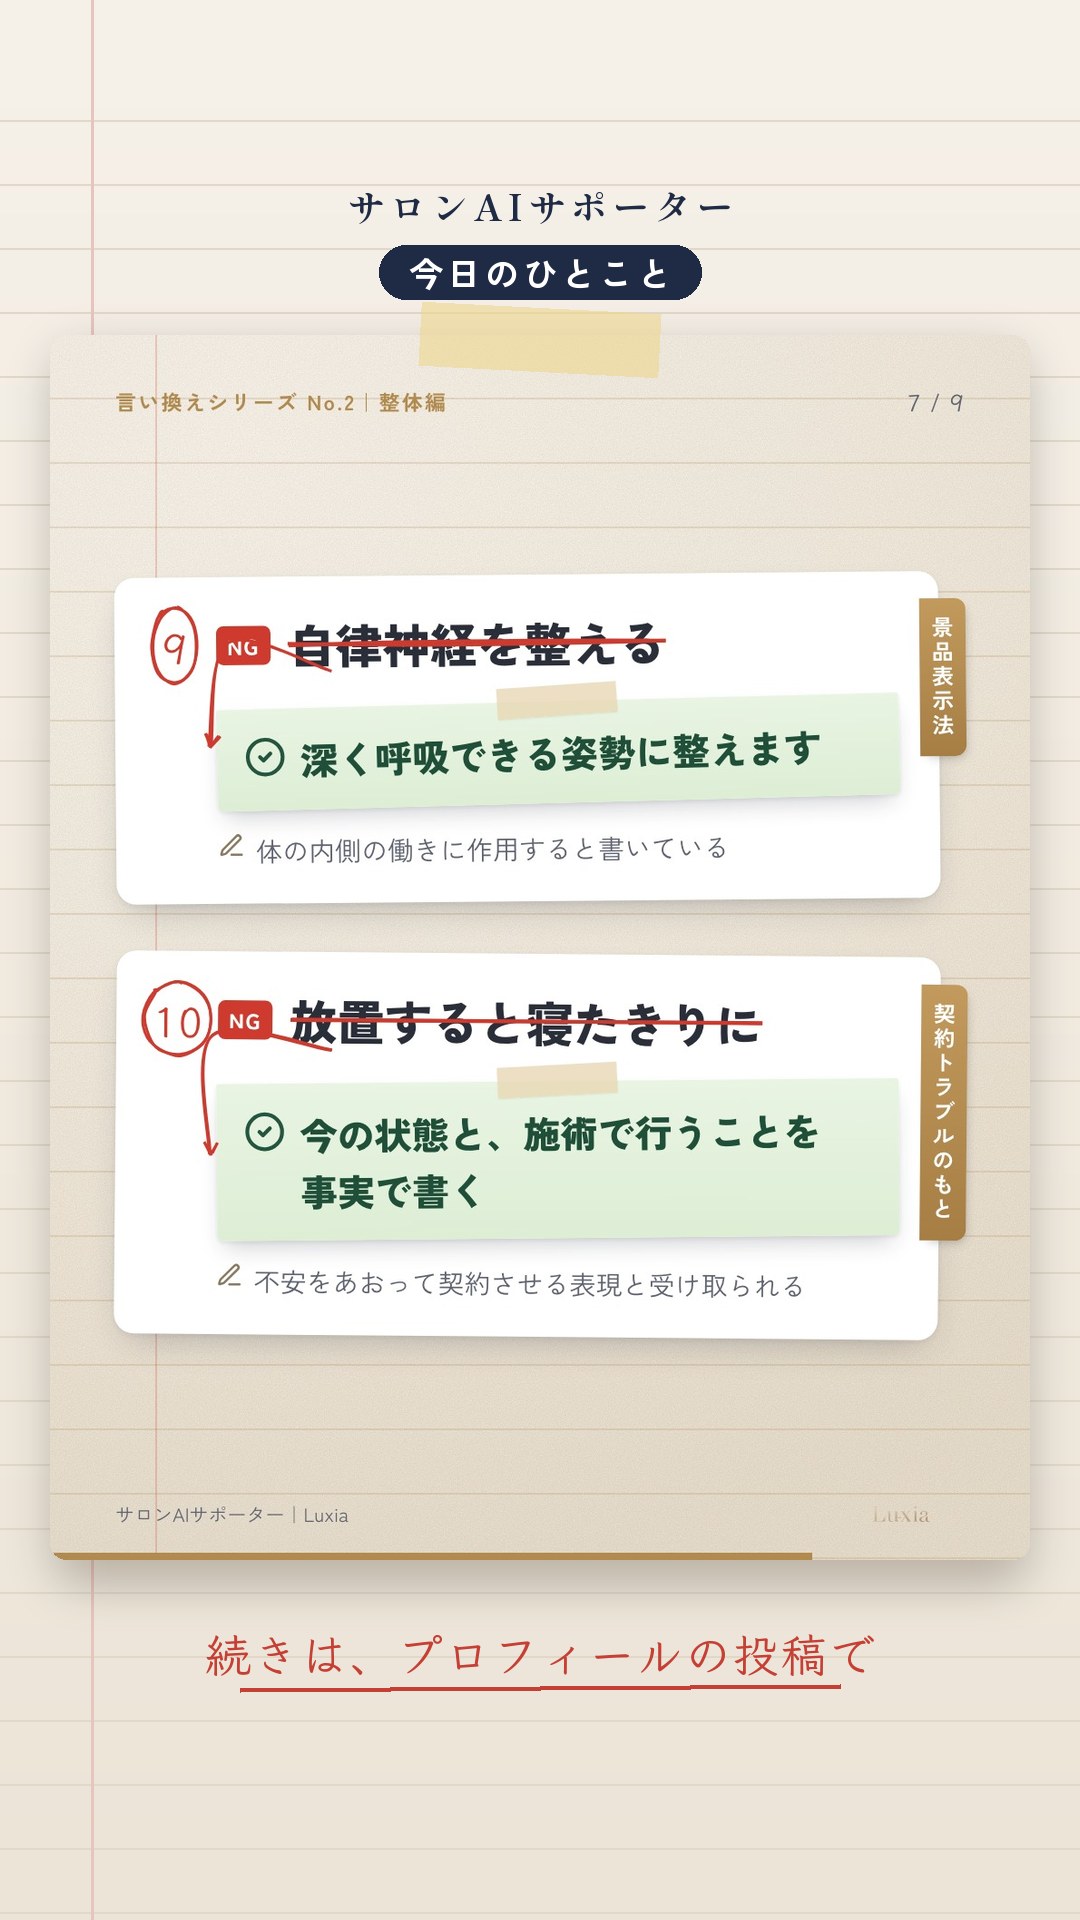 サロンAIサポーター
今日のひとこと
言い換えシリーズ No.2｜整体編
7 / 9
9
NG
自律神経を整える
景品表示法
深く呼吸できる姿勢に整えます
体の内側の働きに作用すると書いている
10
NG
放置すると寝たきりに
契約トラブルのもと
今の状態と、施術で行うことを
事実で書く
不安をあおって契約させる表現と受け取られる
サロンAIサポーター｜Luxia
Luxia
続きは、プロフィールの投稿で